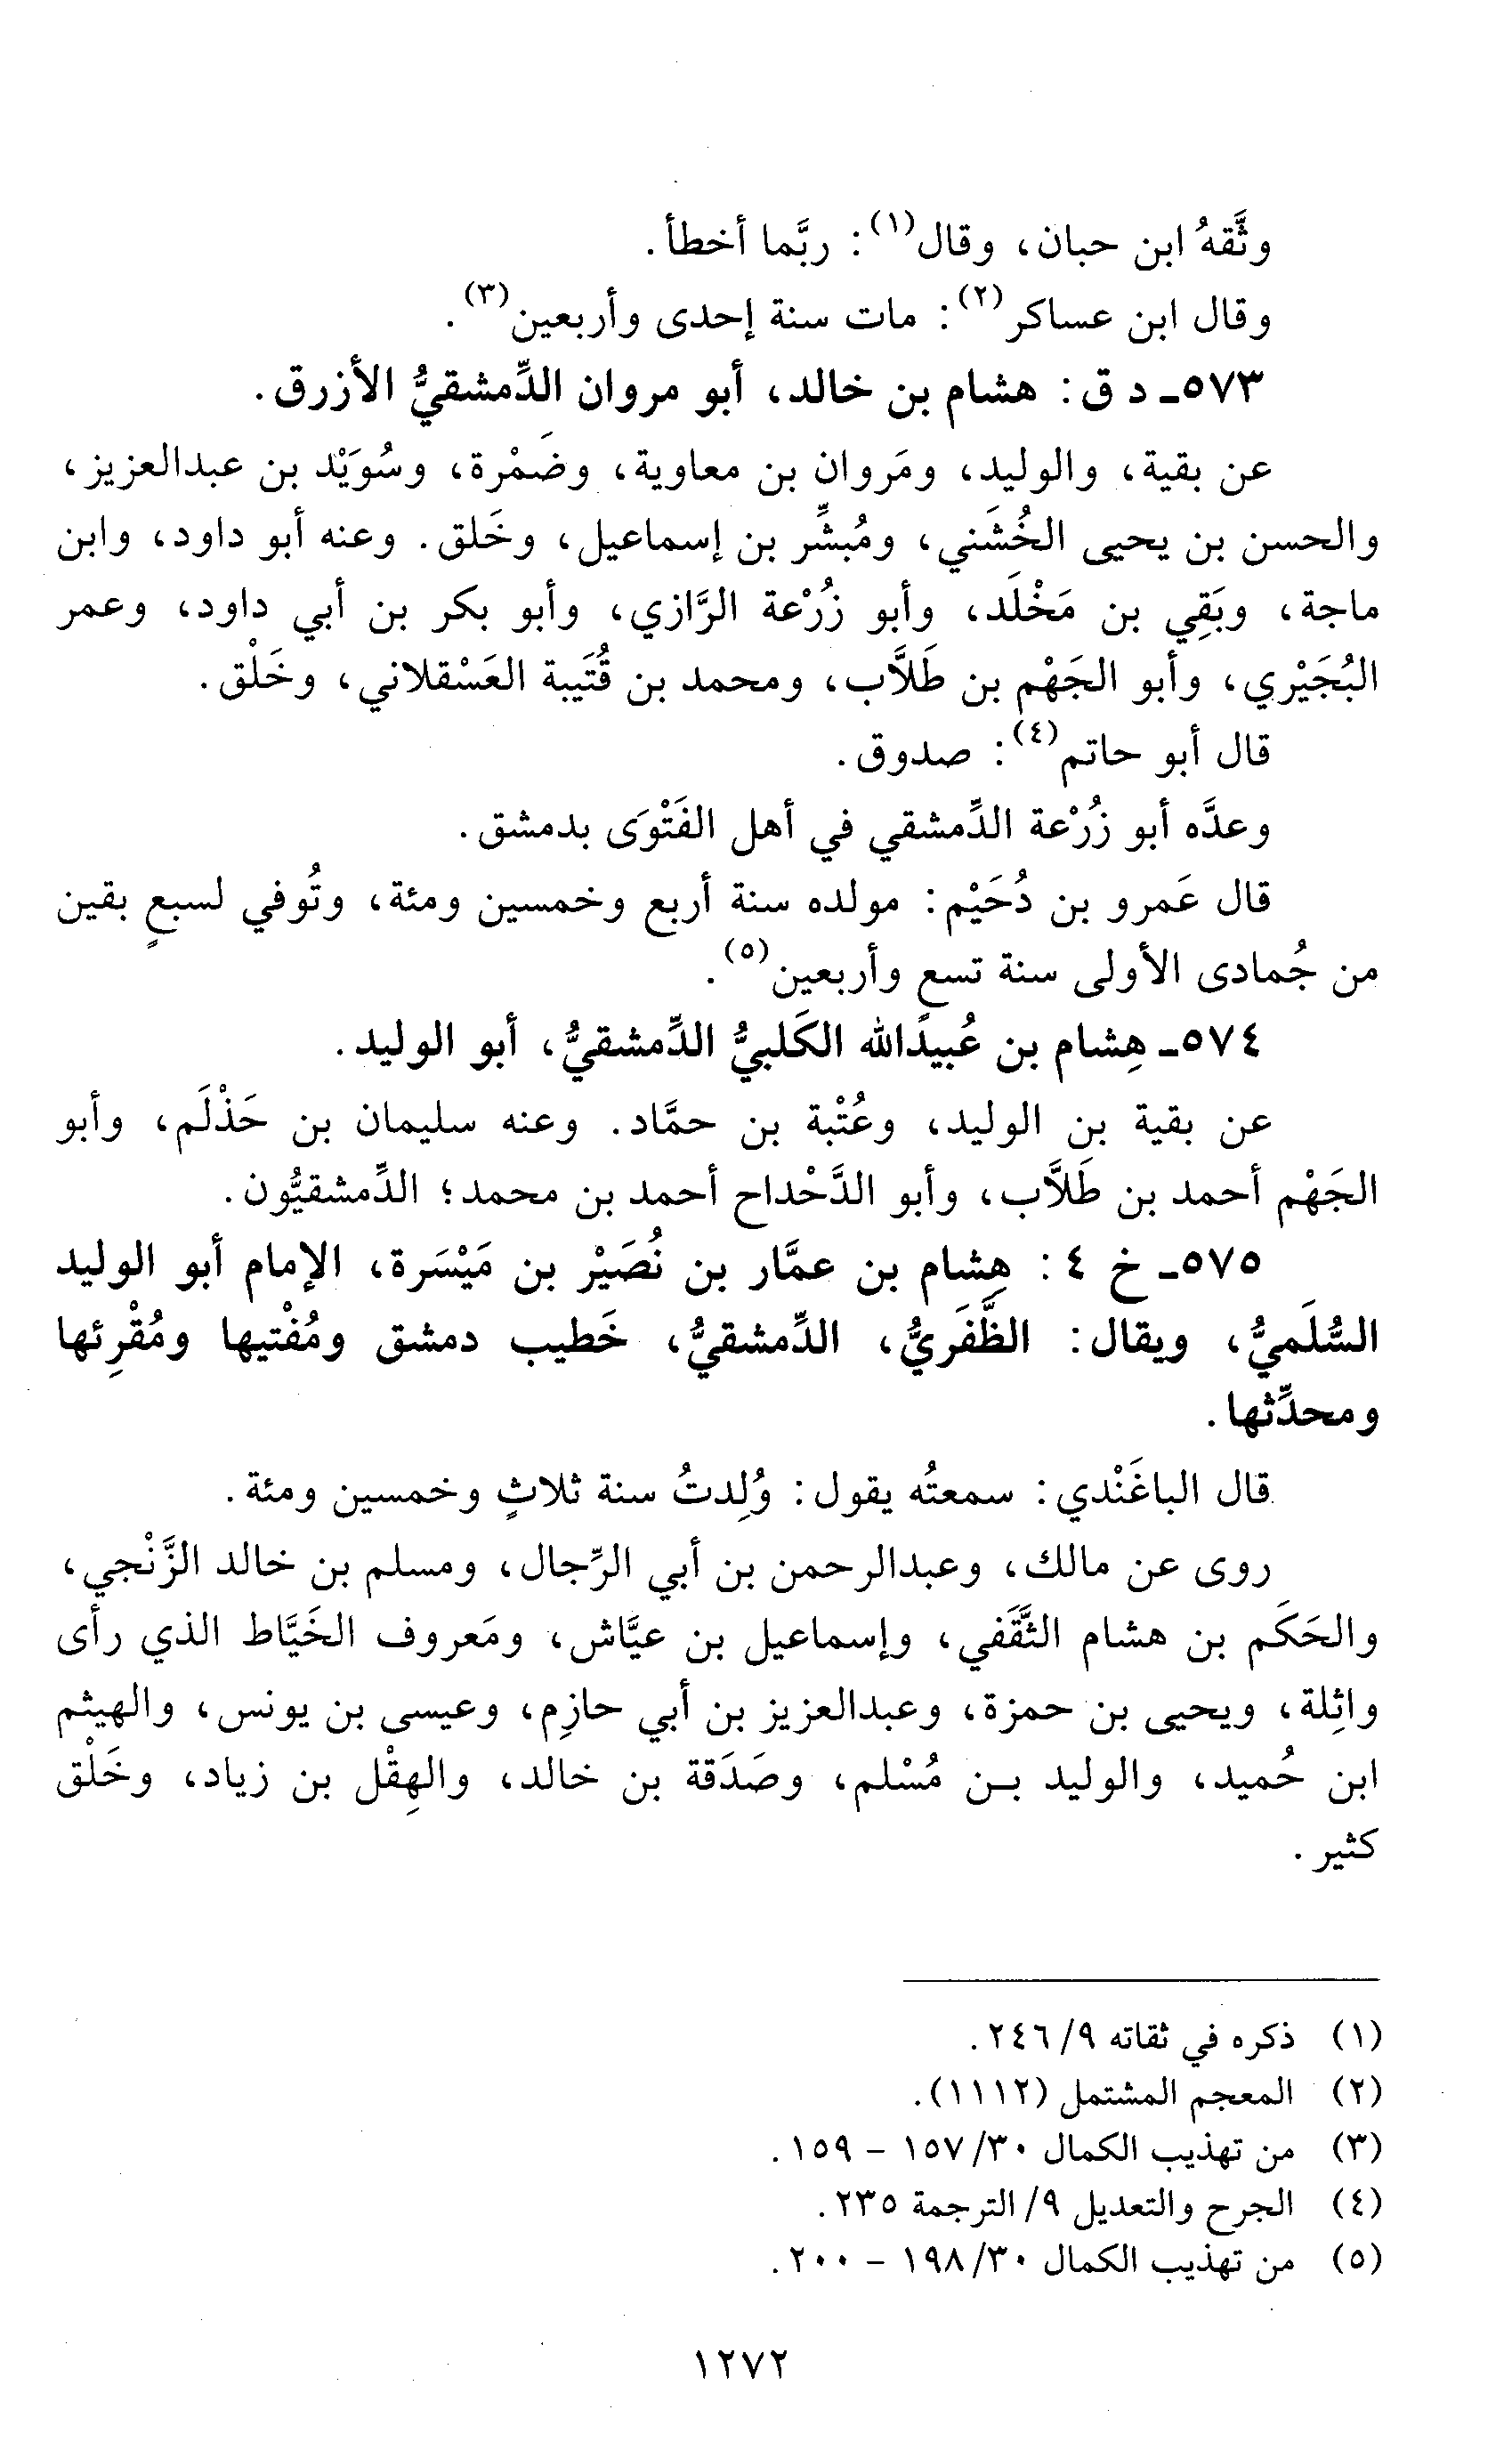 وثَّقهُ ابن حبان، وقال(١): ربَّما أخطأ.
وقال ابن عساكر(٢): مات سنة إحدى وأربعين(٣).
٥٧٣ـ د ق: هشام بن خالد، أبو مروان الدِّمشقيُّ الأزرق.
عن بقية، والوليد، ومَروان بن معاوية، وضَمْرة، وسُوَيْد بن عبدالعزيز،
والحسن بن يحيى الخُشَني، ومُبشِّر بن إسماعيل، وخَلق. وعنه أبو داود، وابن
ماجة، وبَقِي بن مَخْلَد، وأبو زُرْعة الرَّازي، وأبو بكر بن أبي داود، وعمر
البُجَيْري، وأبو الجَهْم بن طَلاَّب، ومحمد بن قُتَيبة العَسْقلاني، وخَلْق.
قال أبو حاتم(٤): صدوق.
وعدَّه أبو زُرْعة الدِّمشقي في أهل الفَتْوَى بدمشق.
قال عَمرو بن دُحَيْم: مولده سنة أربع وخمسين ومئة، وتُوفي لسبعٍ بقين
من جُمادى الأولى سنة تسع وأربعين(٥).
٥٧٤ـ هِشام بن عُبيدَالله الكَلبيُّ الدِّمشقيُّ، أبو الوليد.
عن بقية بن الوليد، وعُتْبة بن حمَّاد. وعنه سليمان بن حَذْلَم، وأبو
الجَهْم أحمد بن طَلاَّب، وأبو الدَّحْداح أحمد بن محمد؛ الدِّمشقيُّون.
٥٧٥ـ خ ٤: هِشام بن عمَّار بن نُصَيْر بن مَيْسَرة، الإمام أبو الوليد
السُّلَميُّ، ويقال: الظَّفَريُّ، الدِّمشقيُّ، خَطيب دمشق ومُفْتيها ومُقْرِئها
ومحدِّثها.
قال الباغَنْدي: سمعتُه يقول: وُلِدتُ سنة ثلاثٍ وخمسين ومئة.
روى عن مالك، وعبدالرحمن بن أبي الرِّجال، ومسلم بن خالد الزَّنْجي،
والحَكَم بن هشام الثَّقَفي، وإسماعيل بن عيَّاش، ومَعروف الخَيَّاط الذي رأى
واثِلة، ويحيى بن حمزة، وعبدالعزيز بن أبي حازِم، وعيسى بن يونس، والهيثم
ابن حُميد، والوليد بـن مُسْلم، وصَدَقة بن خالد، والهِقْل بن زياد، وخَلْق
كثير.
(١) ذكره في ثقاته ٩/ ٢٤٦.
(٢) المعجم المشتمل (١١١٢).
(٣) من تهذيب الكمال ٣٠/ ١٥٧ - ١٥٩.
(٤) الجرح والتعديل ٩/ الترجمة ٢٣٥.
(٥) من تهذيب الكمال ٣٠/ ١٩٨ - ٢٠٠.
١٢٧٢